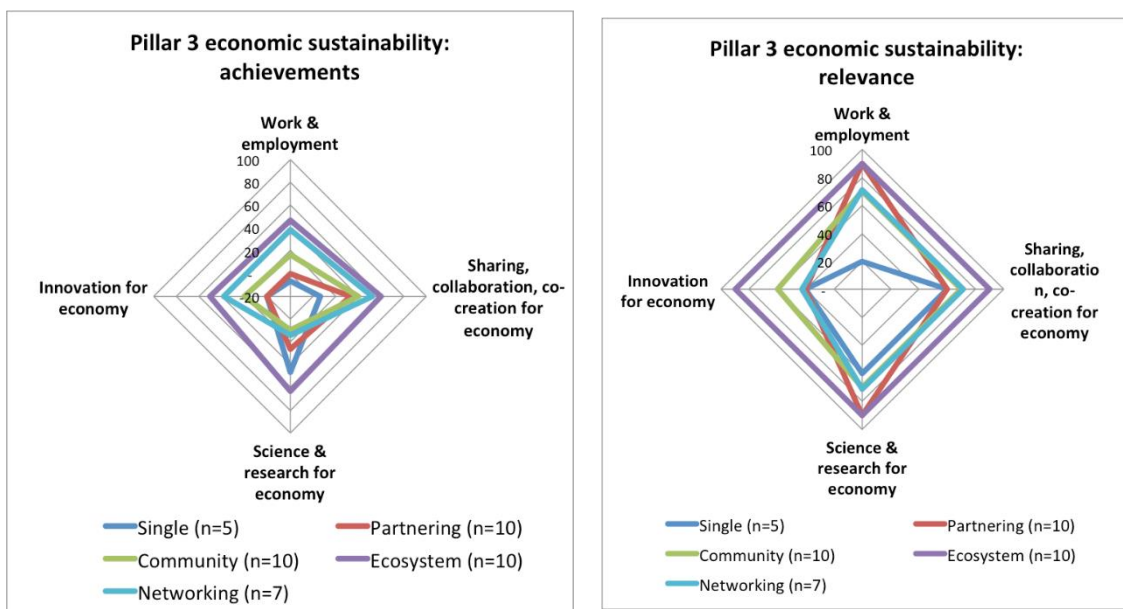 Pillar 3 economic sustainability:
achievements
Work &
employment
100
80
60
40
20
-
-20
Innovation for
economy
Sharing,
collaboration, co-
creation for
economy
Science &
research for
economy
Single (n=5)
Partnering (n=10)
Community (n=10)
Ecosystem (n=10)
Networking (n=7)
Pillar 3 economic sustainability:
relevance
Work &
employment
100
80
60
40
20
-
Innovation
for economy
Sharing,
collaboratio
n, co-
creation for
economy
Science &
research for
economy
Single (n=5)
Partnering (n=10)
Community (n=10)
Ecosystem (n=10)
Networking (n=7)